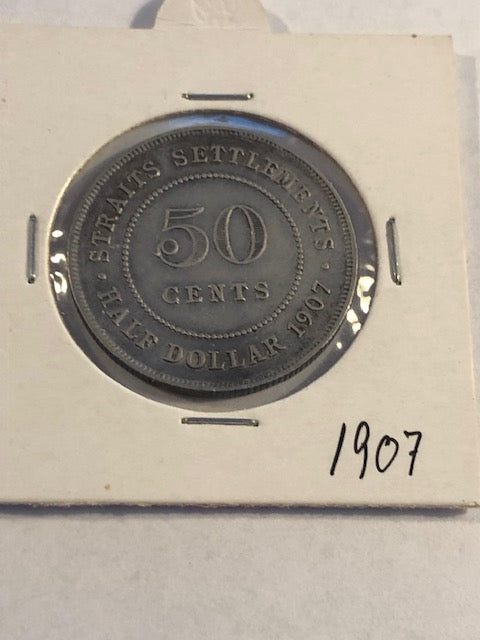 STRAITS SETTLEMENTS
50
CENTS
HALF DOLLAR 1907
1907